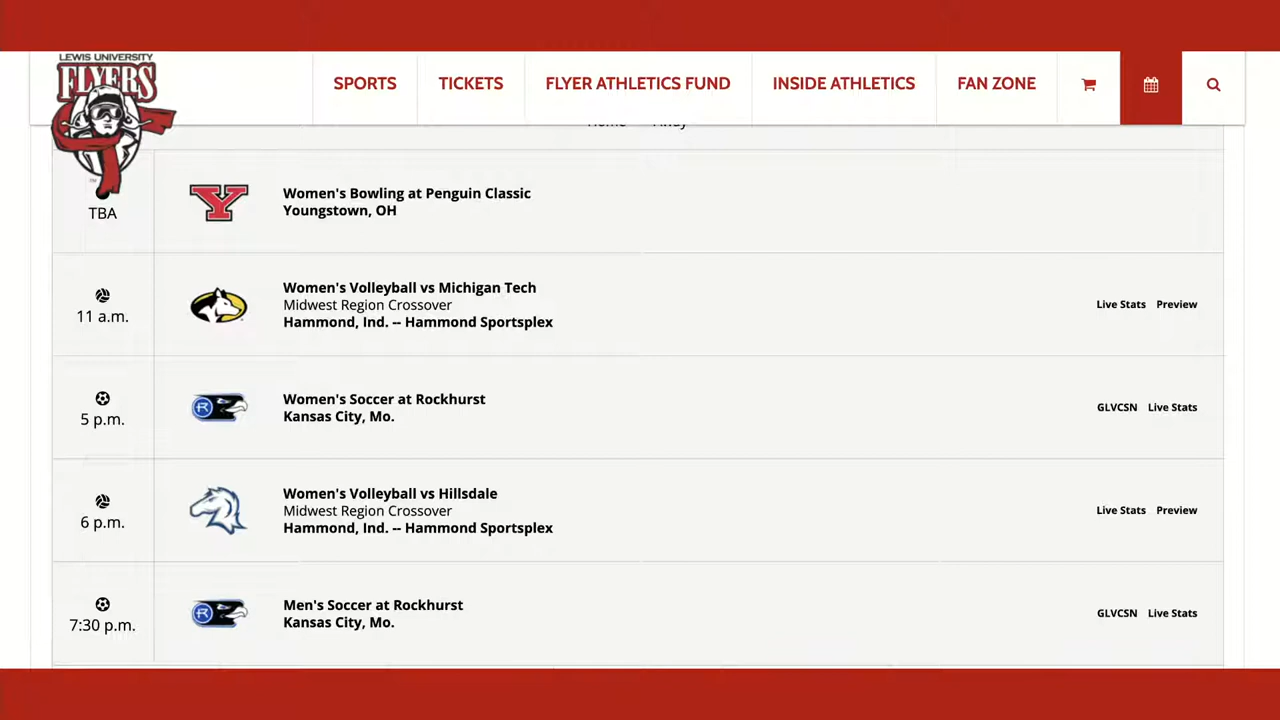 LEWIS UNIVERSITY
FLYERS
SPORTS
TICKETS
FLYER ATHLETICS FUND
INSIDE ATHLETICS
FAN ZONE
TBA
Y
Women's Bowling at Penguin Classic
Youngstown, OH
11 a.m.
Women's Volleyball vs Michigan Tech
Midwest Region Crossover
Hammond, Ind. -- Hammond Sportsplex
Live Stats Preview
5 p.m.
R
Women's Soccer at Rockhurst
Kansas City, Mo.
GLVCSN Live Stats
6 p.m.
Women's Volleyball vs Hillsdale
Midwest Region Crossover
Hammond, Ind. -- Hammond Sportsplex
Live Stats Preview
7:30 p.m.
R
Men's Soccer at Rockhurst
Kansas City, Mo.
GLVCSN Live Stats